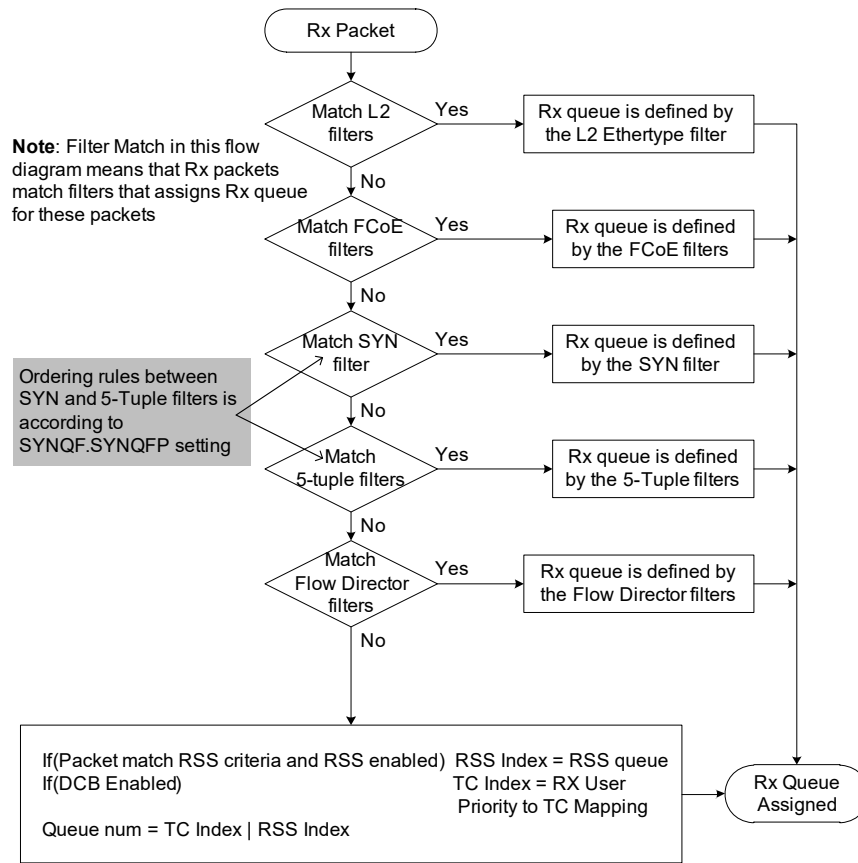 Rx Packet
Match L2
filters
Yes
Rx queue is defined by
the L2 Ethertype filter
Note: Filter Match in this flow
diagram means that Rx packets
match filters that assigns Rx queue
for these packets
No
Match FCoE
filters
Yes
Rx queue is defined
by the FCoE filters
No
Match SYN
filter
Yes
Rx queue is defined
by the SYN filter
Ordering rules between
SYN and 5-Tuple filters is
according to
SYNQF.SYNQFP setting
No
Match
5-tuple filters
Yes
Rx queue is defined
by the 5-Tuple filters
No
Match
Flow Director
filters
Yes
Rx queue is defined by
the Flow Director filters
No
If(Packet match RSS criteria and RSS enabled) RSS Index = RSS queue
If(DCB Enabled) TC Index = RX User
Priority to TC Mapping
Queue num = TC Index | RSS Index
Rx Queue
Assigned